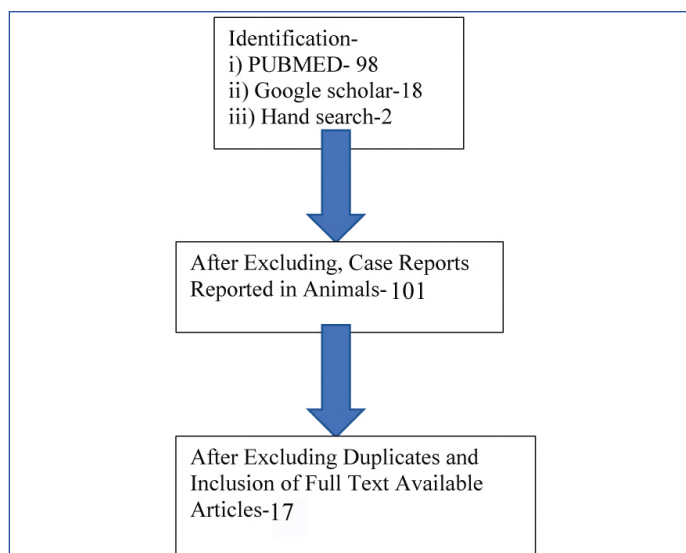 Identification-
i) PUBMED- 98
ii) Google scholar-18
iii) Hand search-2
After Excluding, Case Reports
Reported in Animals-101
After Excluding Duplicates and
Inclusion of Full Text Available
Articles-17